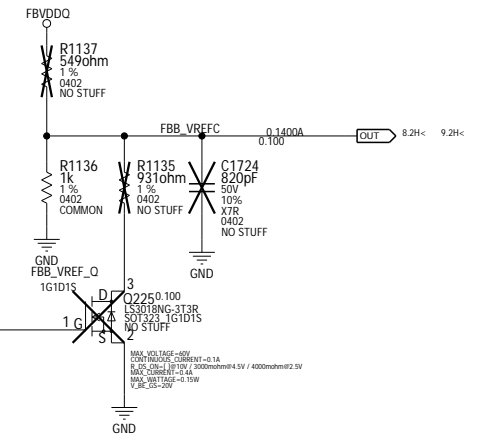 FBVDDQ
R1137
549ohm
1 %
0402
NO STUFF
FBB_VREFC
0.1400A
0.100
OUT
8.2H< 9.2H<
R1136
1k
1 %
0402
COMMON
R1135
931ohm
1 %
0402
NO STUFF
C1724
820pF
50V
10%
X7R
0402
NO STUFF
GND
GND
FBB_VREF_Q
1G1D1S
3
D
Q225
0.100
LS3018NG-3T3R
SOT323_1G1D1S
NO STUFF
1 G
S
2
MAX_VOLTAGE=60V
CONTINUOUS_CURRENT=0.1A
R_DS_ON=[ ]@10V / 3000mohm@4.5V / 4000mohm@2.5V
MAX_CURRENT=0.4A
MAX_WATTAGE=0.15W
V_BE_GS=20V
GND